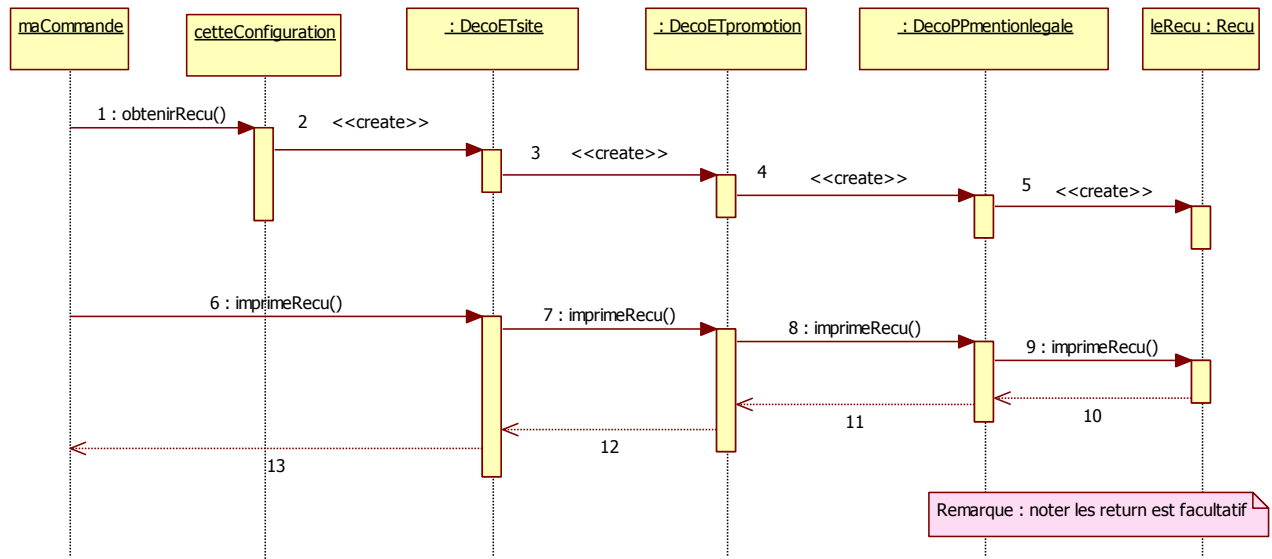 maCommande
cetteConfiguration
: DecoETsite
: DecoETpromotion
: DecoPPmentionlegale
leRecu : Recu
1 : obtenirRecu()
2 <<create>>
3 <<create>>
4 <<create>>
5 <<create>>
6 : imprimeRecu()
7 : imprimeRecu()
8 : imprimeRecu()
9 : imprimeRecu()
10
11
12
13
Remarque : noter les return est facultatif